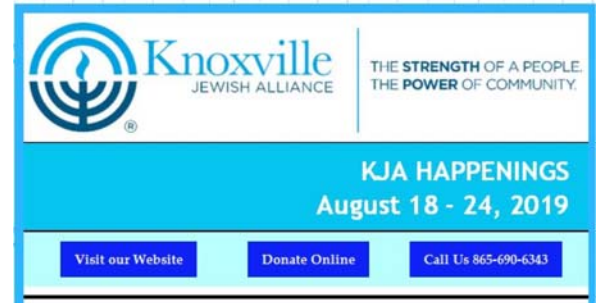 Knoxville
JEWISH ALLIANCE
®
THE STRENGTH OF A PEOPLE.
THE POWER OF COMMUNITY.
KJA HAPPENINGS
August 18 - 24, 2019
Visit our Website
Donate Online
Call Us 865-690-6343